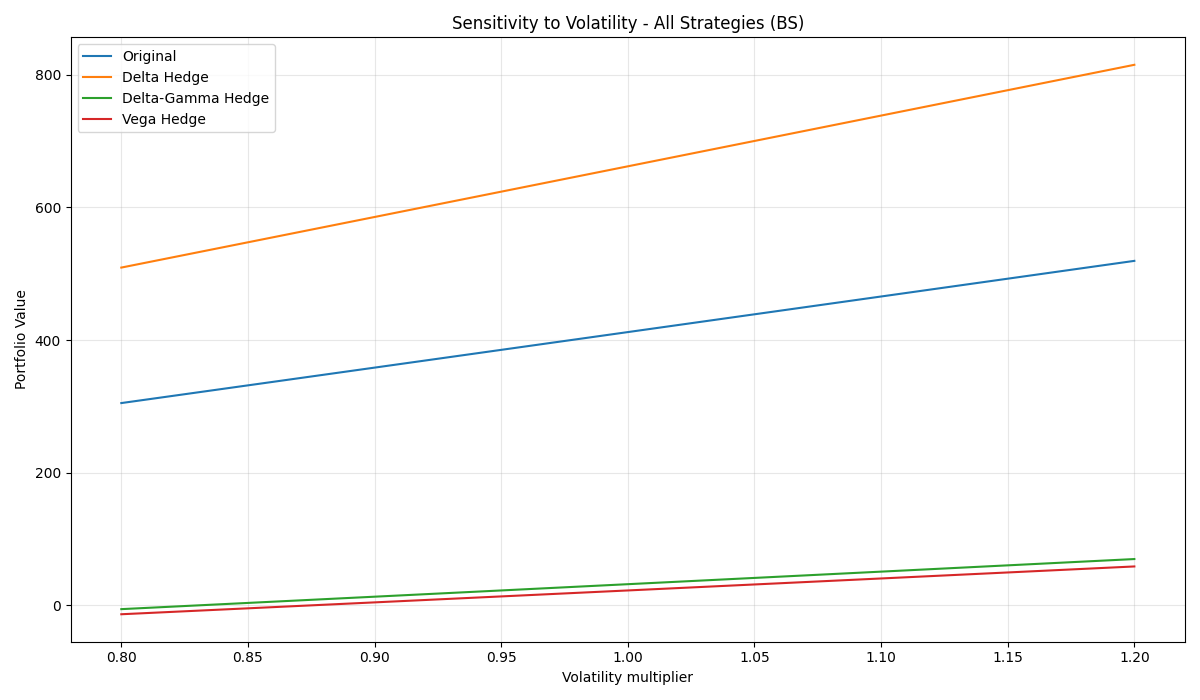 Sensitivity to Volatility - All Strategies (BS)
Original
Delta Hedge
Delta-Gamma Hedge
Vega Hedge
Portfolio Value
800
600
400
200
0
0.80 0.85 0.90 0.95 1.00 1.05 1.10 1.15 1.20
Volatility multiplier